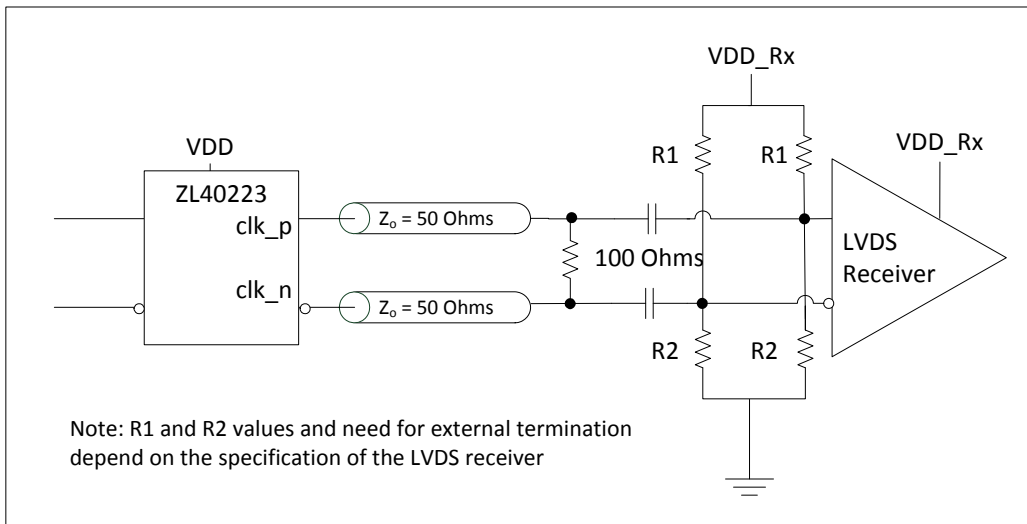 VDD_Rx
VDD
R1
R1
VDD_Rx
ZL40223
clk_p
Zₒ = 50 Ohms
100 Ohms
LVDS
Receiver
clk_n
Zₒ = 50 Ohms
R2
R2
Note: R1 and R2 values and need for external termination
depend on the specification of the LVDS receiver